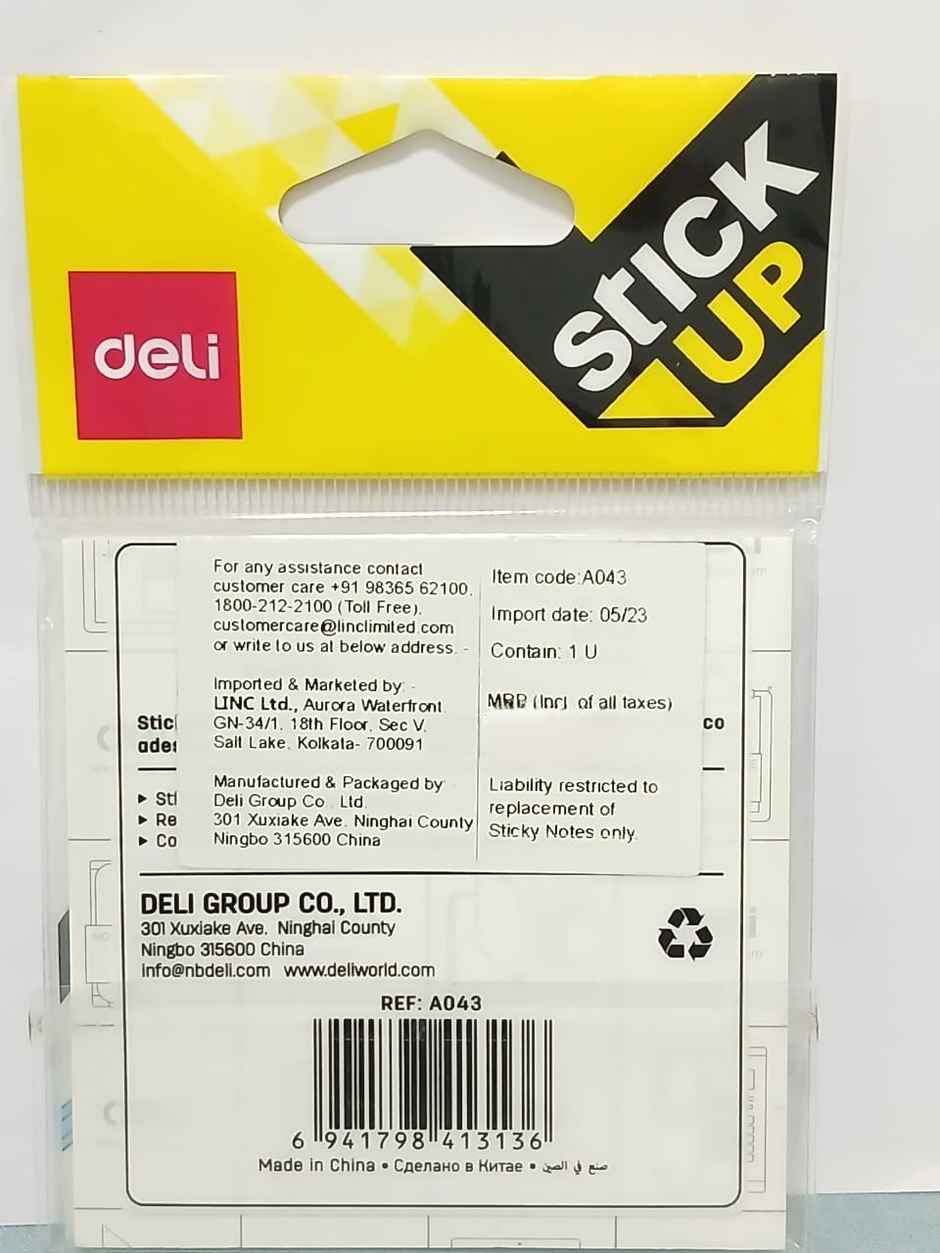 STICK
UP
deli
For any assistance contact
customer care +91 98365 62100,
1800-212-2100 (Toll Free),
customercare@linclimited.com
or write to us at below address. -
Imported & Marketed by: -
LINC Ltd., Aurora Waterfront,
GN-34/1, 18th Floor, Sec V,
Salt Lake, Kolkata- 700091
Manufactured & Packaged by:
Deli Group Co., Ltd.
301 Xuxiake Ave. Ninghai County
Ningbo 315600 China
Item code:A043
Import date: 05/23
Contain: 1 U
MRP (Incl. of all taxes)
Liability restricted to
replacement of
Sticky Notes only.
DELI GROUP CO., LTD.
301 Xuxiake Ave. Ninghai County
Ningbo 315600 China
info@nbdeli.com www.deliworld.com
REF: A043
6 941798 413136
Made in China • Сделано в Китае • صنع في الصين